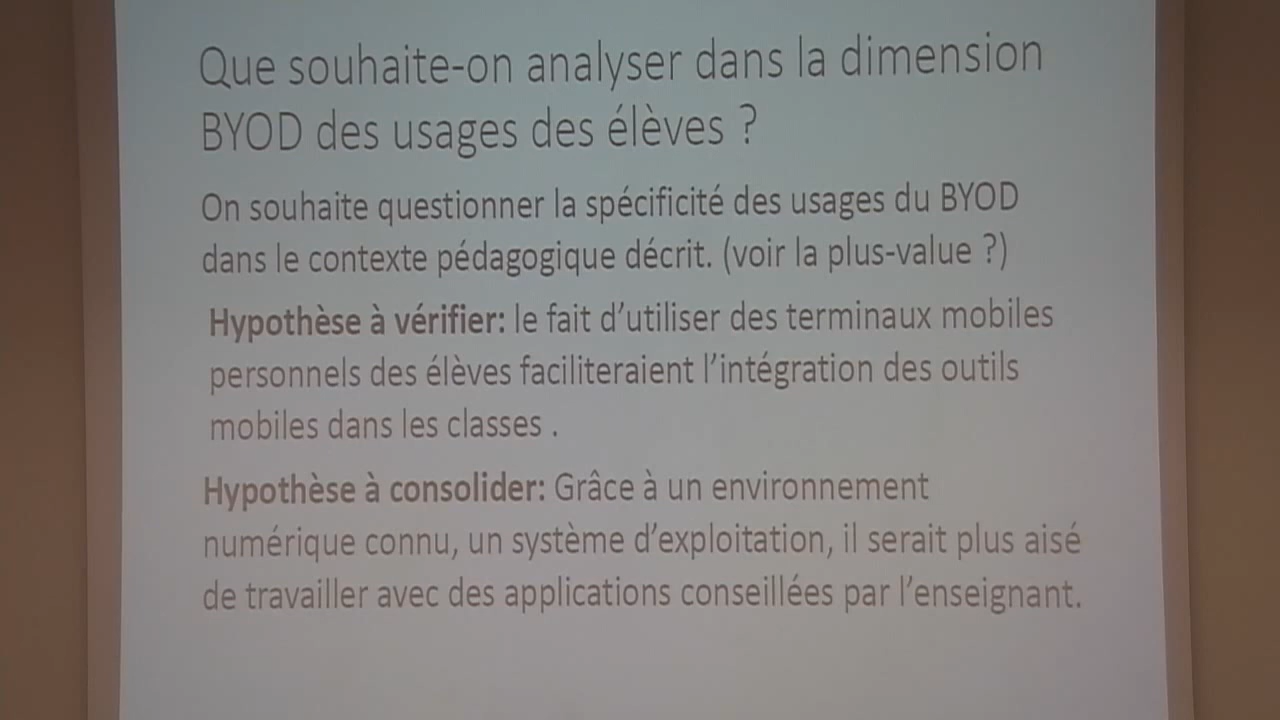 Que souhaite-on analyser dans la dimension
BYOD des usages des élèves ?
On souhaite questionner la spécificité des usages du BYOD
dans le contexte pédagogique décrit. (voir la plus-value ?)
Hypothèse à vérifier: le fait d'utiliser des terminaux mobiles
personnels des élèves faciliteraient l'intégration des outils
mobiles dans les classes .
Hypothèse à consolider: Grâce à un environnement
numérique connu, un système d'exploitation, il serait plus aisé
de travailler avec des applications conseillées par l'enseignant.